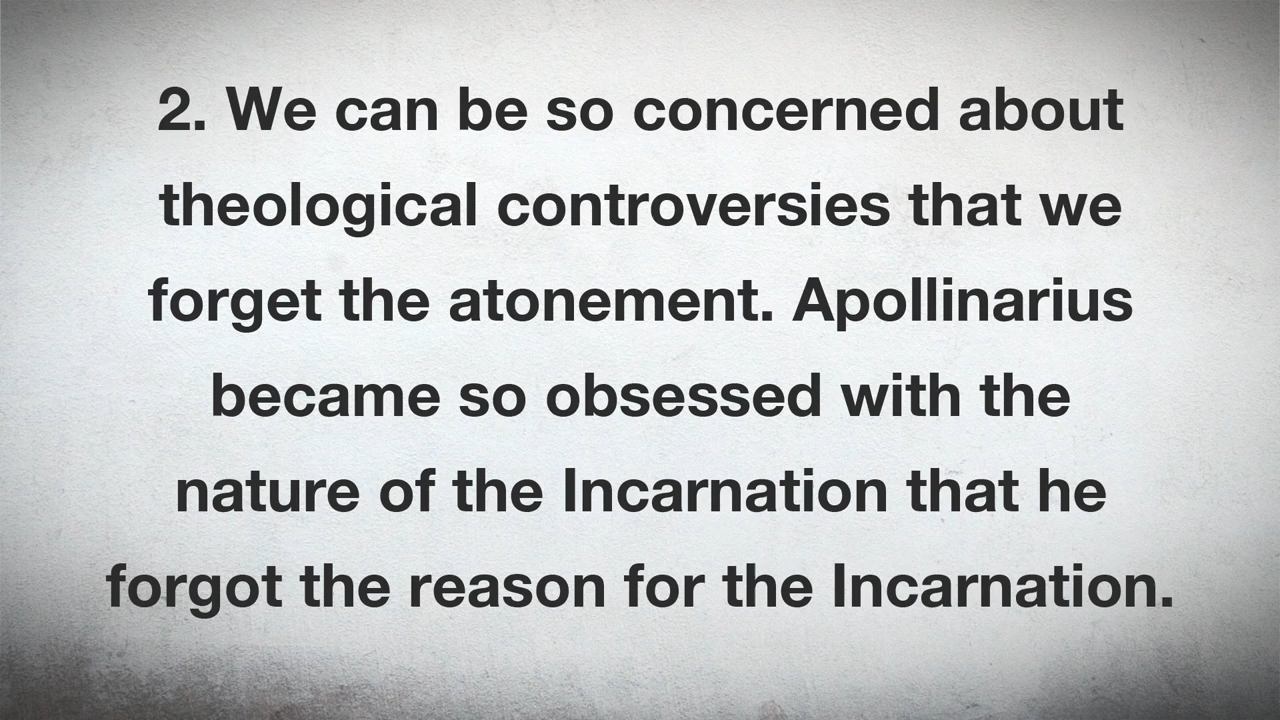 2. We can be so concerned about
theological controversies that we
forget the atonement. Apollinarius
became so obsessed with the
nature of the Incarnation that he
forgot the reason for the Incarnation.